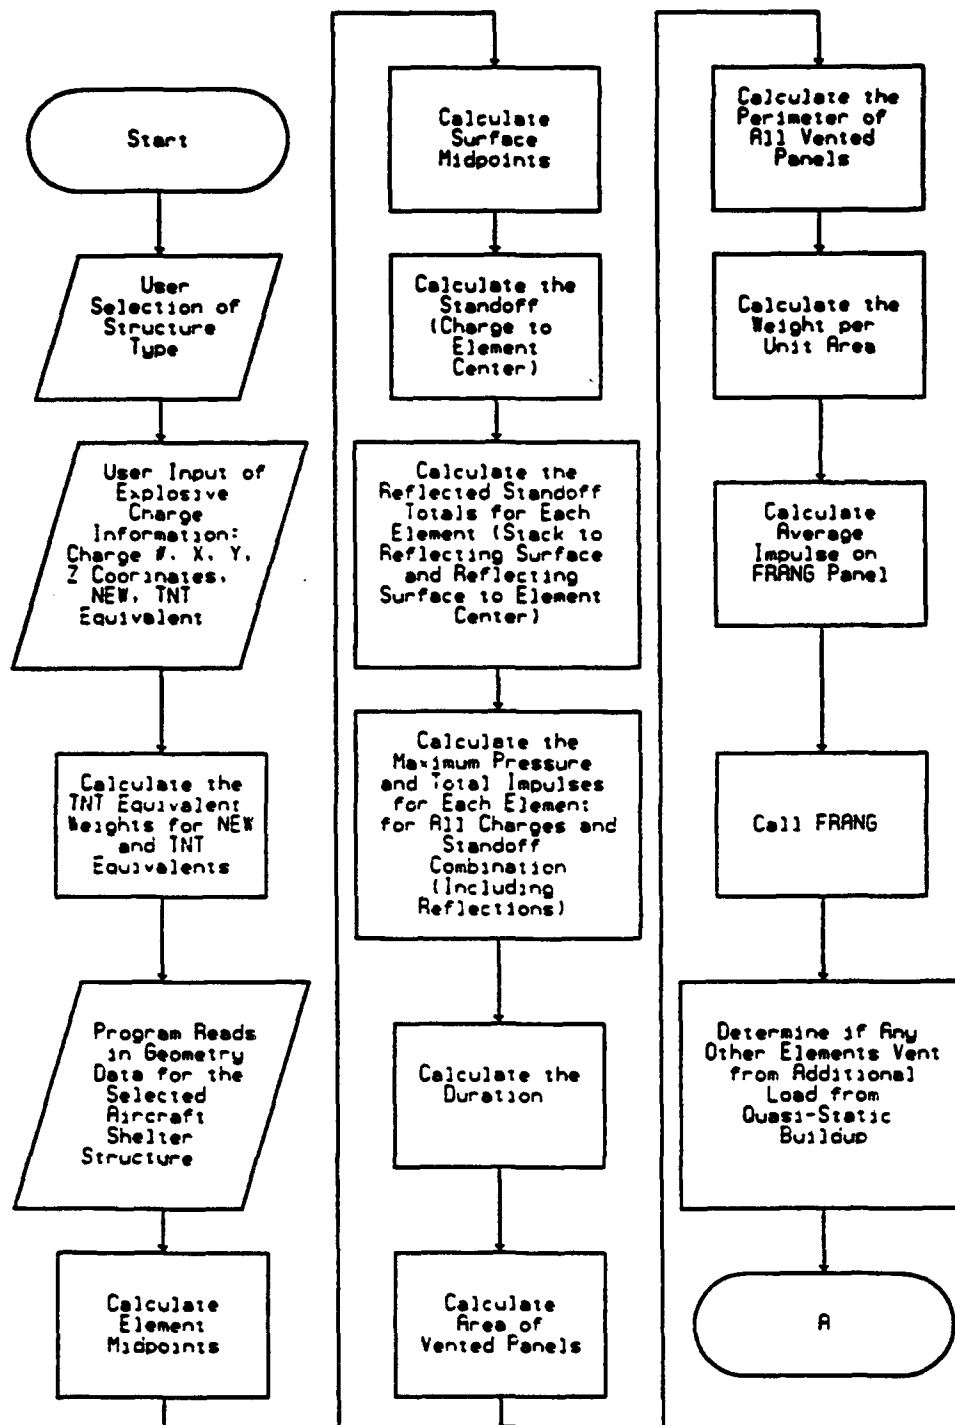 Start
User
Selection of
Structure
Type
User Input of
Explosive
Charge
Information:
Charge #, X, Y,
Z Coordinates,
NEW, TNT
Equivalent
Calculate the
TNT Equivalent
Weights for NEW
and TNT
Equivalents
Program Reads
in Geometry
Data for the
Selected
Aircraft
Shelter
Structure
Calculate
Element
Midpoints
Calculate
Surface
Midpoints
Calculate the
Standoff
(Charge to
Element
Center)
Calculate the
Reflected Standoff
Totals for Each
Element (Stack to
Reflecting Surface
and Reflecting
Surface to Element
Center)
Calculate the
Maximum Pressure
and Total Impulses
for Each Element
for All Charges and
Standoff
Combination
(Including
Reflections)
Calculate the
Duration
Calculate
Area of
Vented Panels
Calculate the
Perimeter of
All Vented
Panels
Calculate the
Weight per
Unit Area
Calculate
Average
Impulse on
FRANG Panel
Call FRANG
Determine if Any
Other Elements Vent
from Additional
Load from
Quasi-Static
Buildup
A